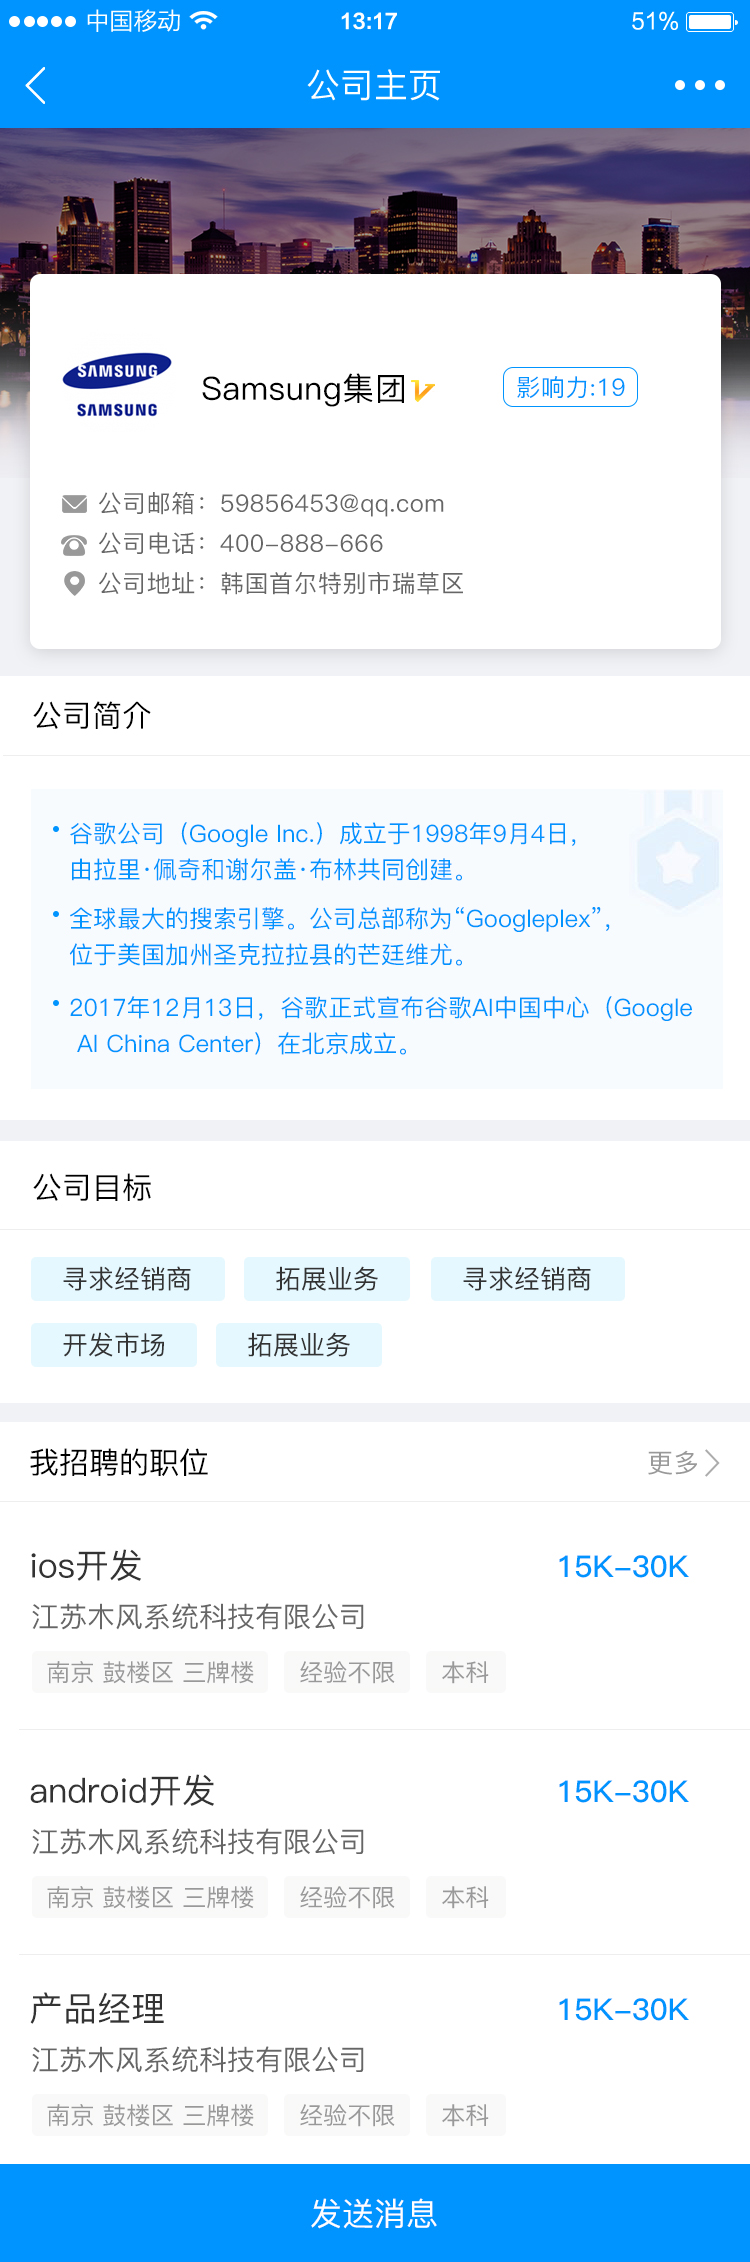 中国移动 13:17 51%
公司主页
SAMSUNG
SAMSUNG
Samsung集团
影响力:19
公司邮箱：59856453@qq.com
公司电话：400-888-666
公司地址：韩国首尔特别市瑞草区
公司简介
• 谷歌公司（Google Inc.）成立于1998年9月4日，
由拉里·佩奇和谢尔盖·布林共同创建。
• 全球最大的搜索引擎。公司总部称为“Googleplex”，
位于美国加州圣克拉拉县的芒廷维尤。
• 2017年12月13日，谷歌正式宣布谷歌AI中国中心（Google
AI China Center）在北京成立。
公司目标
寻求经销商 拓展业务 寻求经销商
开发市场 拓展业务
我招聘的职位 更多
ios开发 15K-30K
江苏木风系统科技有限公司
南京 鼓楼区 三牌楼 经验不限 本科
android开发 15K-30K
江苏木风系统科技有限公司
南京 鼓楼区 三牌楼 经验不限 本科
产品经理 15K-30K
江苏木风系统科技有限公司
南京 鼓楼区 三牌楼 经验不限 本科
发送消息